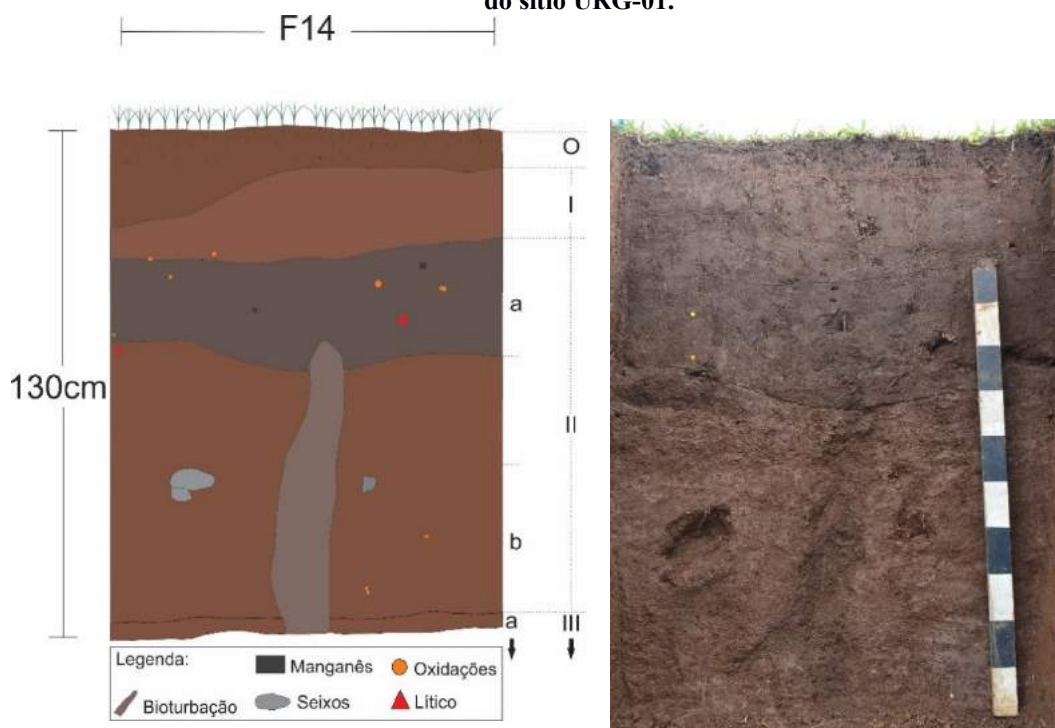 do sítio URG-01.
F14
O
I
a
130cm
II
b
a III
Legenda:
Manganês
Oxidações
Bioturbação
Seixos
Lítico